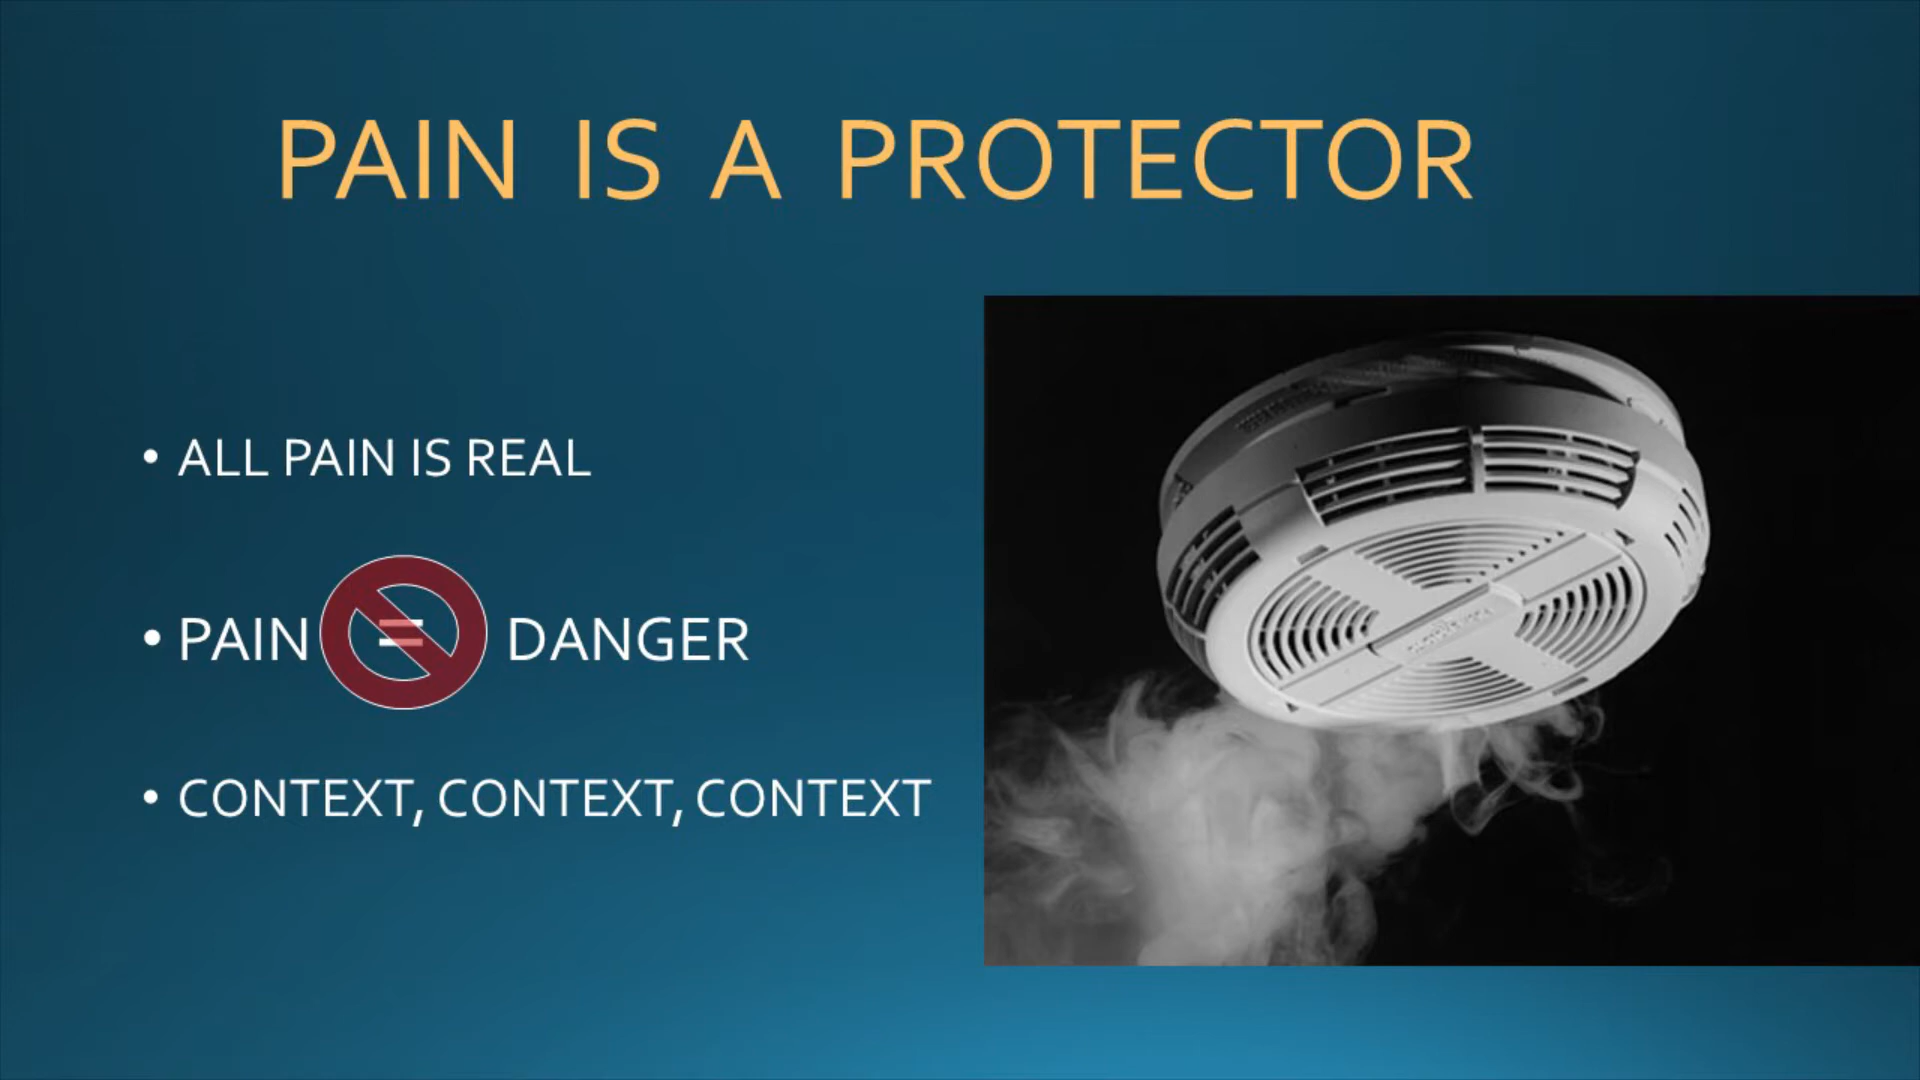 PAIN IS A PROTECTOR
• ALL PAIN IS REAL
• PAIN = DANGER
• CONTEXT, CONTEXT, CONTEXT